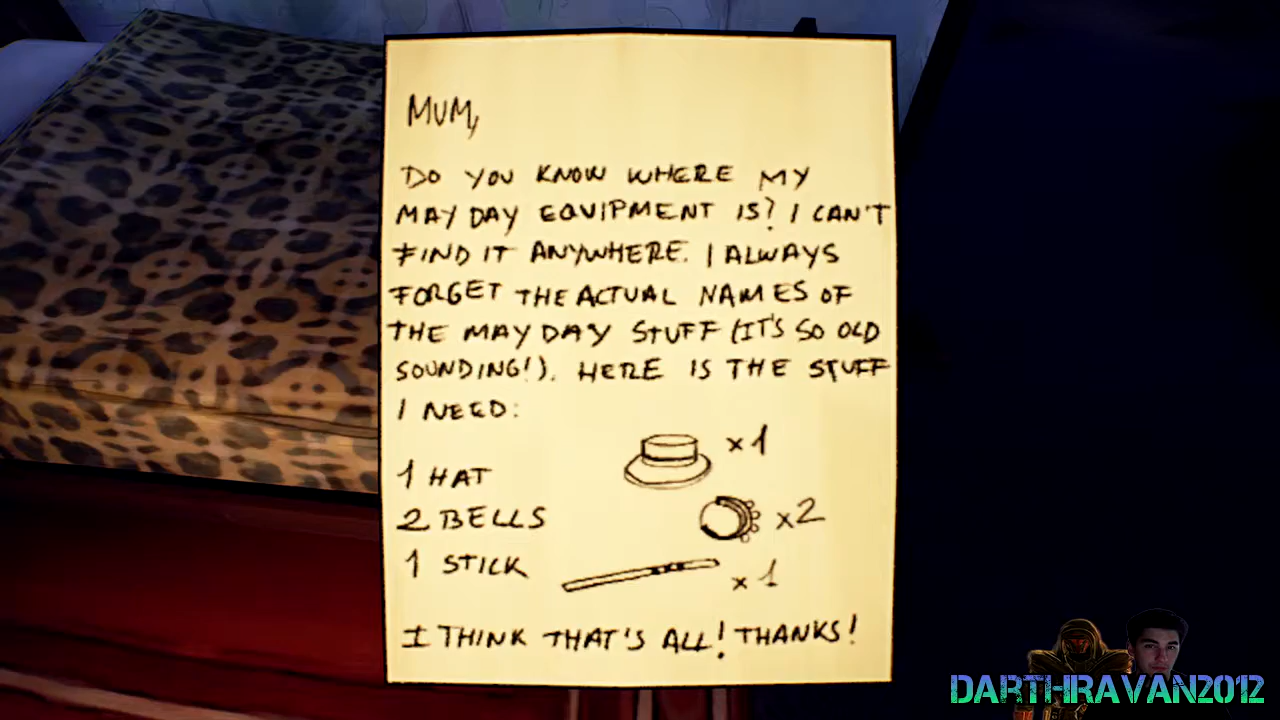 MUM,
DO YOU KNOW WHERE MY
MAY DAY EQUIPMENT IS? I CAN'T
FIND IT ANYWHERE. I ALWAYS
FORGET THE ACTUAL NAMES OF
THE MAY DAY STUFF (IT'S SO OLD
SOUNDING!). HERE IS THE STUFF
I NEED:
x1
1 HAT
2 BELLS x2
1 STICK x1
I THINK THAT'S ALL! THANKS!
DARTHRAVAN2012